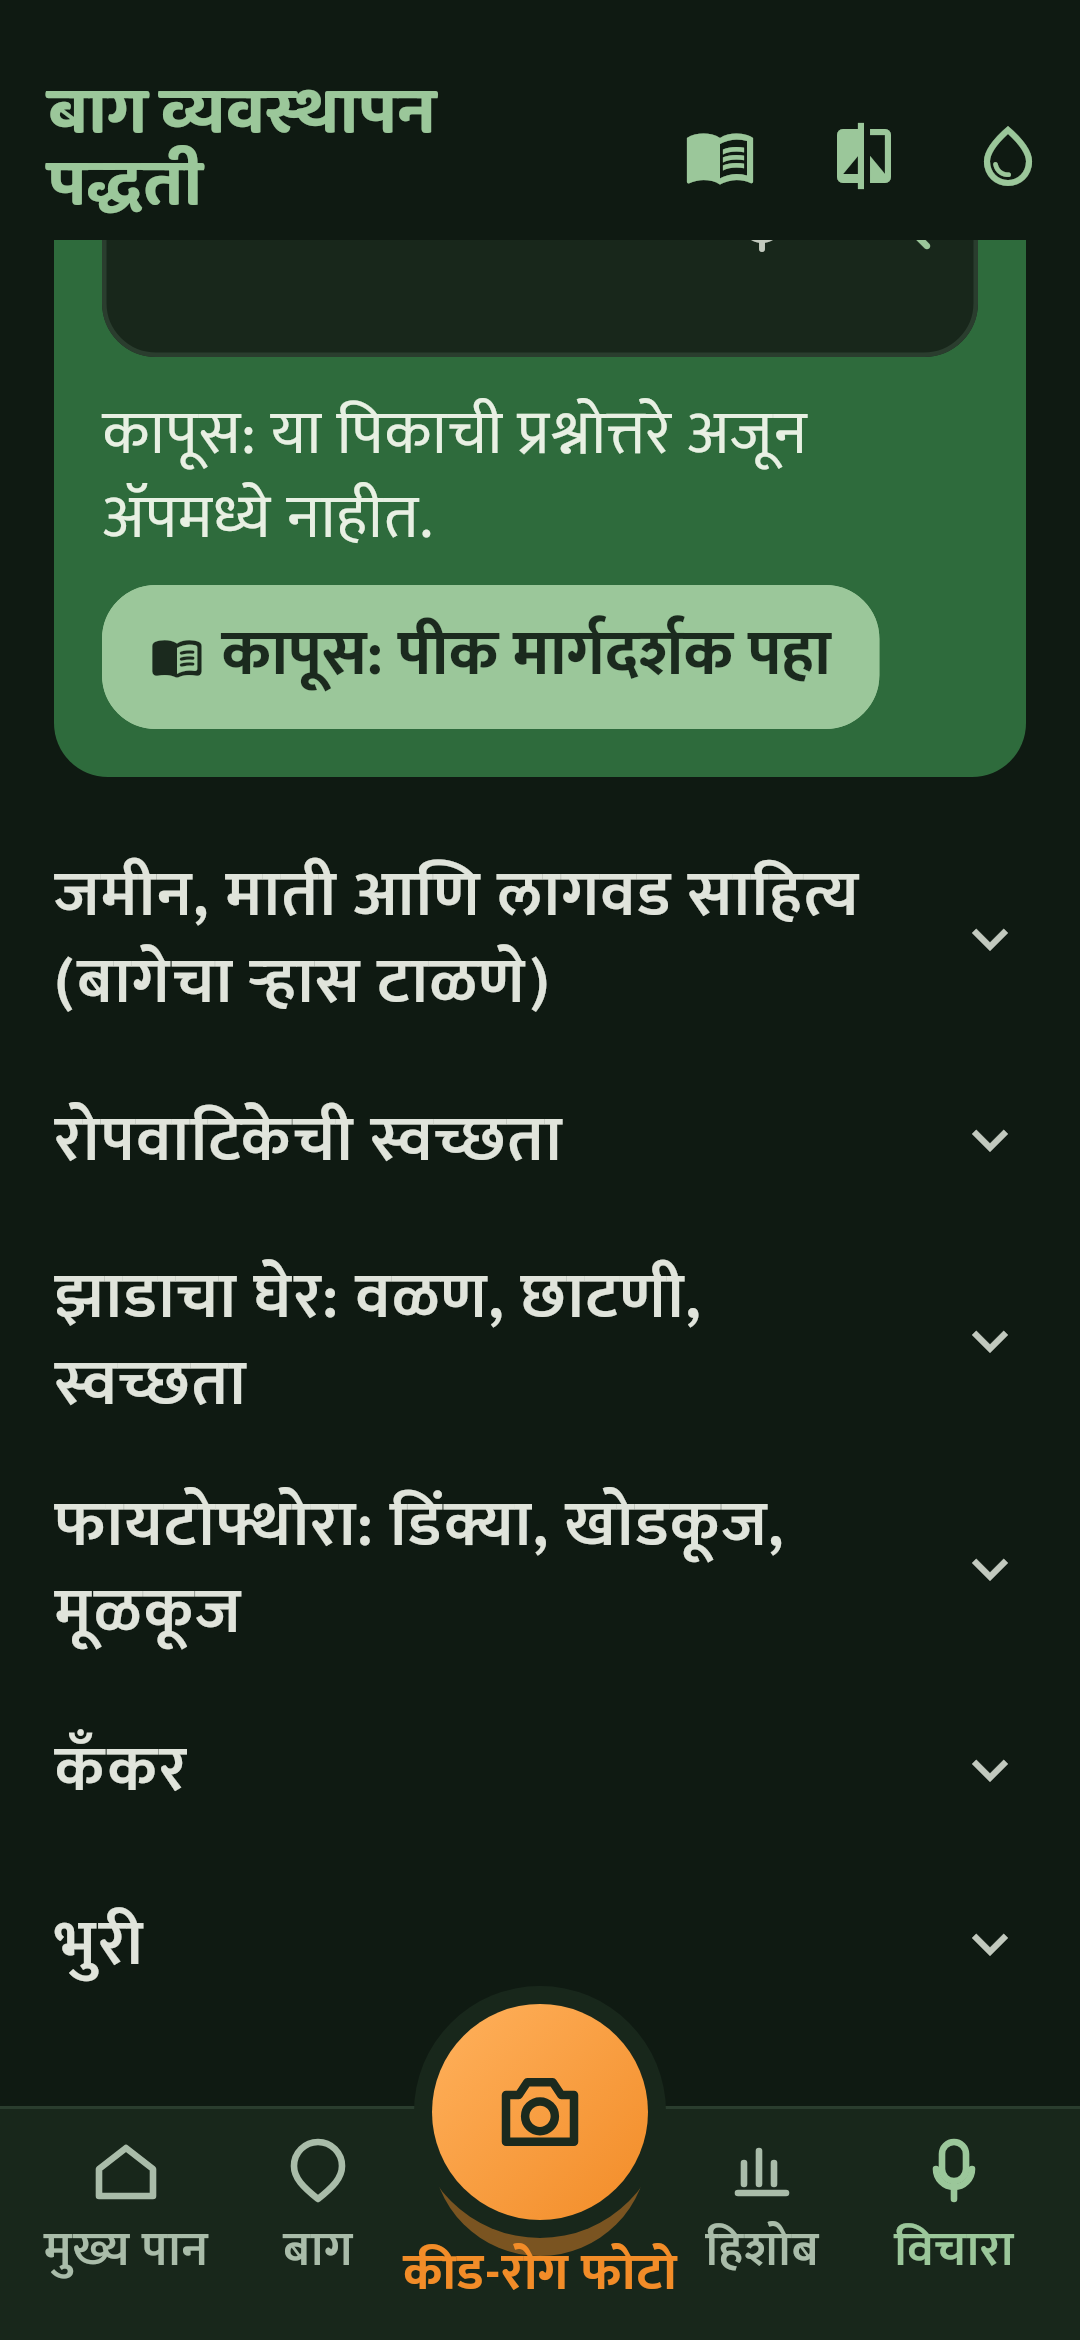 बाग व्यवस्थापन
पद्धती
कापूस: या पिकाची प्रश्नोत्तरे अजून
ॲपमध्ये नाहीत.
कापूस: पीक मार्गदर्शक पहा
जमीन, माती आणि लागवड साहित्य
(बागेचा ऱ्हास टाळणे)
रोपवाटिकेची स्वच्छता
झाडाचा घेर: वळण, छाटणी,
स्वच्छता
फायटोफ्थोरा: डिंक्या, खोडकूज,
मूळकूज
कँकर
भुरी
मुख्य पान
बाग
कीड-रोग फोटो
हिशोब
विचारा